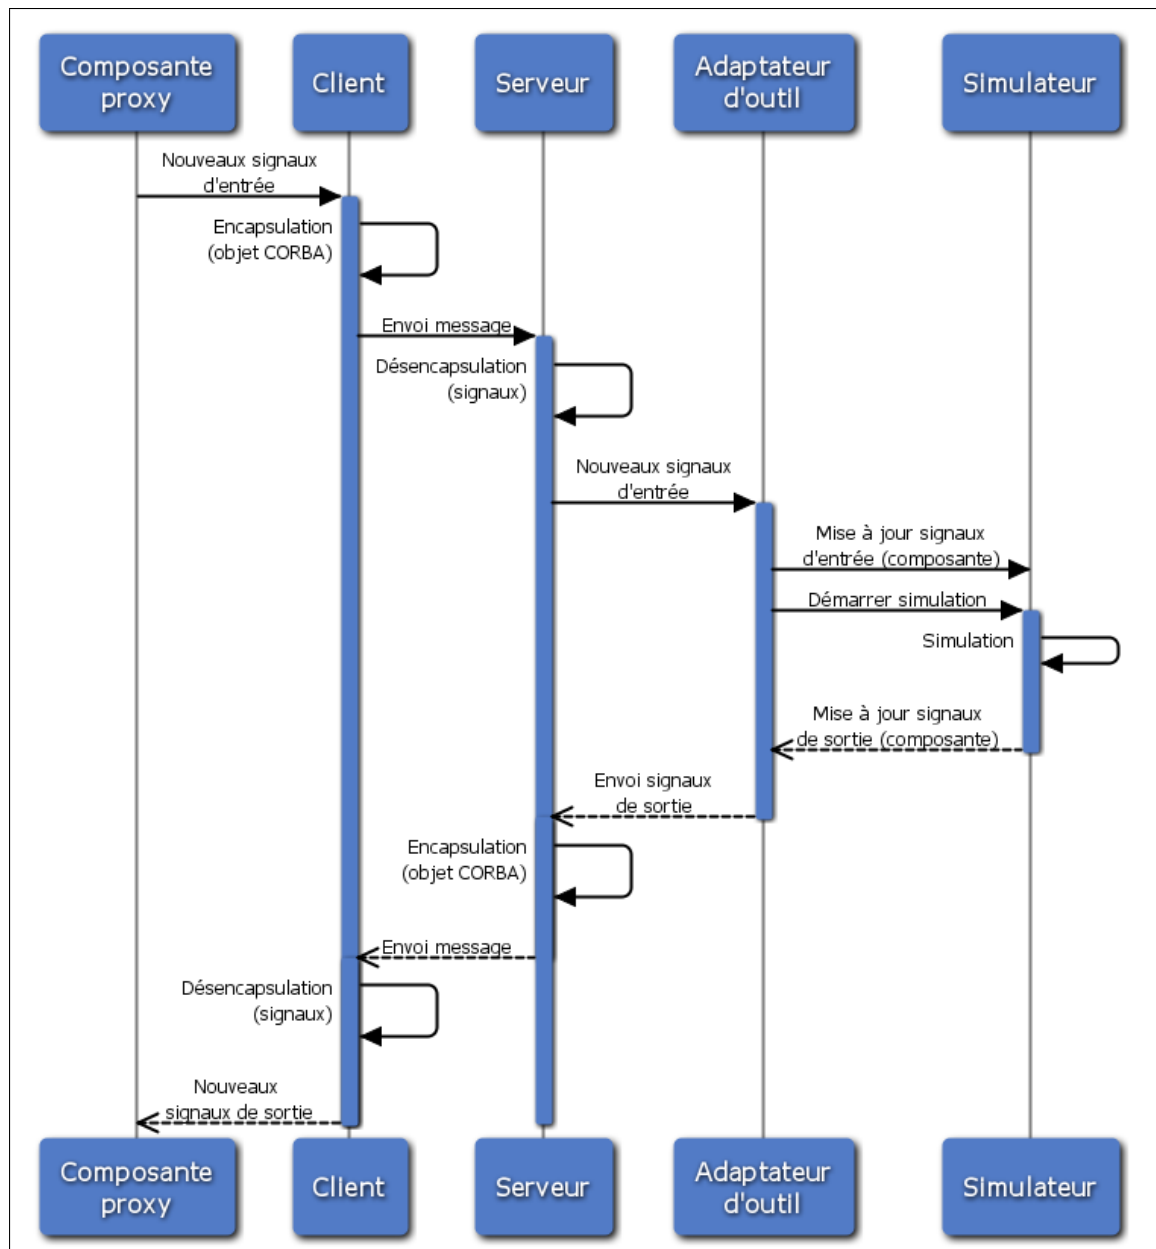 Composante
proxy
Client
Serveur
Adaptateur
d'outil
Simulateur
Nouveaux signaux
d'entrée
Encapsulation
(objet CORBA)
Envoi message
Désencapsulation
(signaux)
Nouveaux signaux
d'entrée
Mise à jour signaux
d'entrée (composante)
Démarrer simulation
Simulation
Mise à jour signaux
de sortie (composante)
Envoi signaux
de sortie
Encapsulation
(objet CORBA)
Envoi message
Désencapsulation
(signaux)
Nouveaux
signaux de sortie
Composante
proxy
Client
Serveur
Adaptateur
d'outil
Simulateur